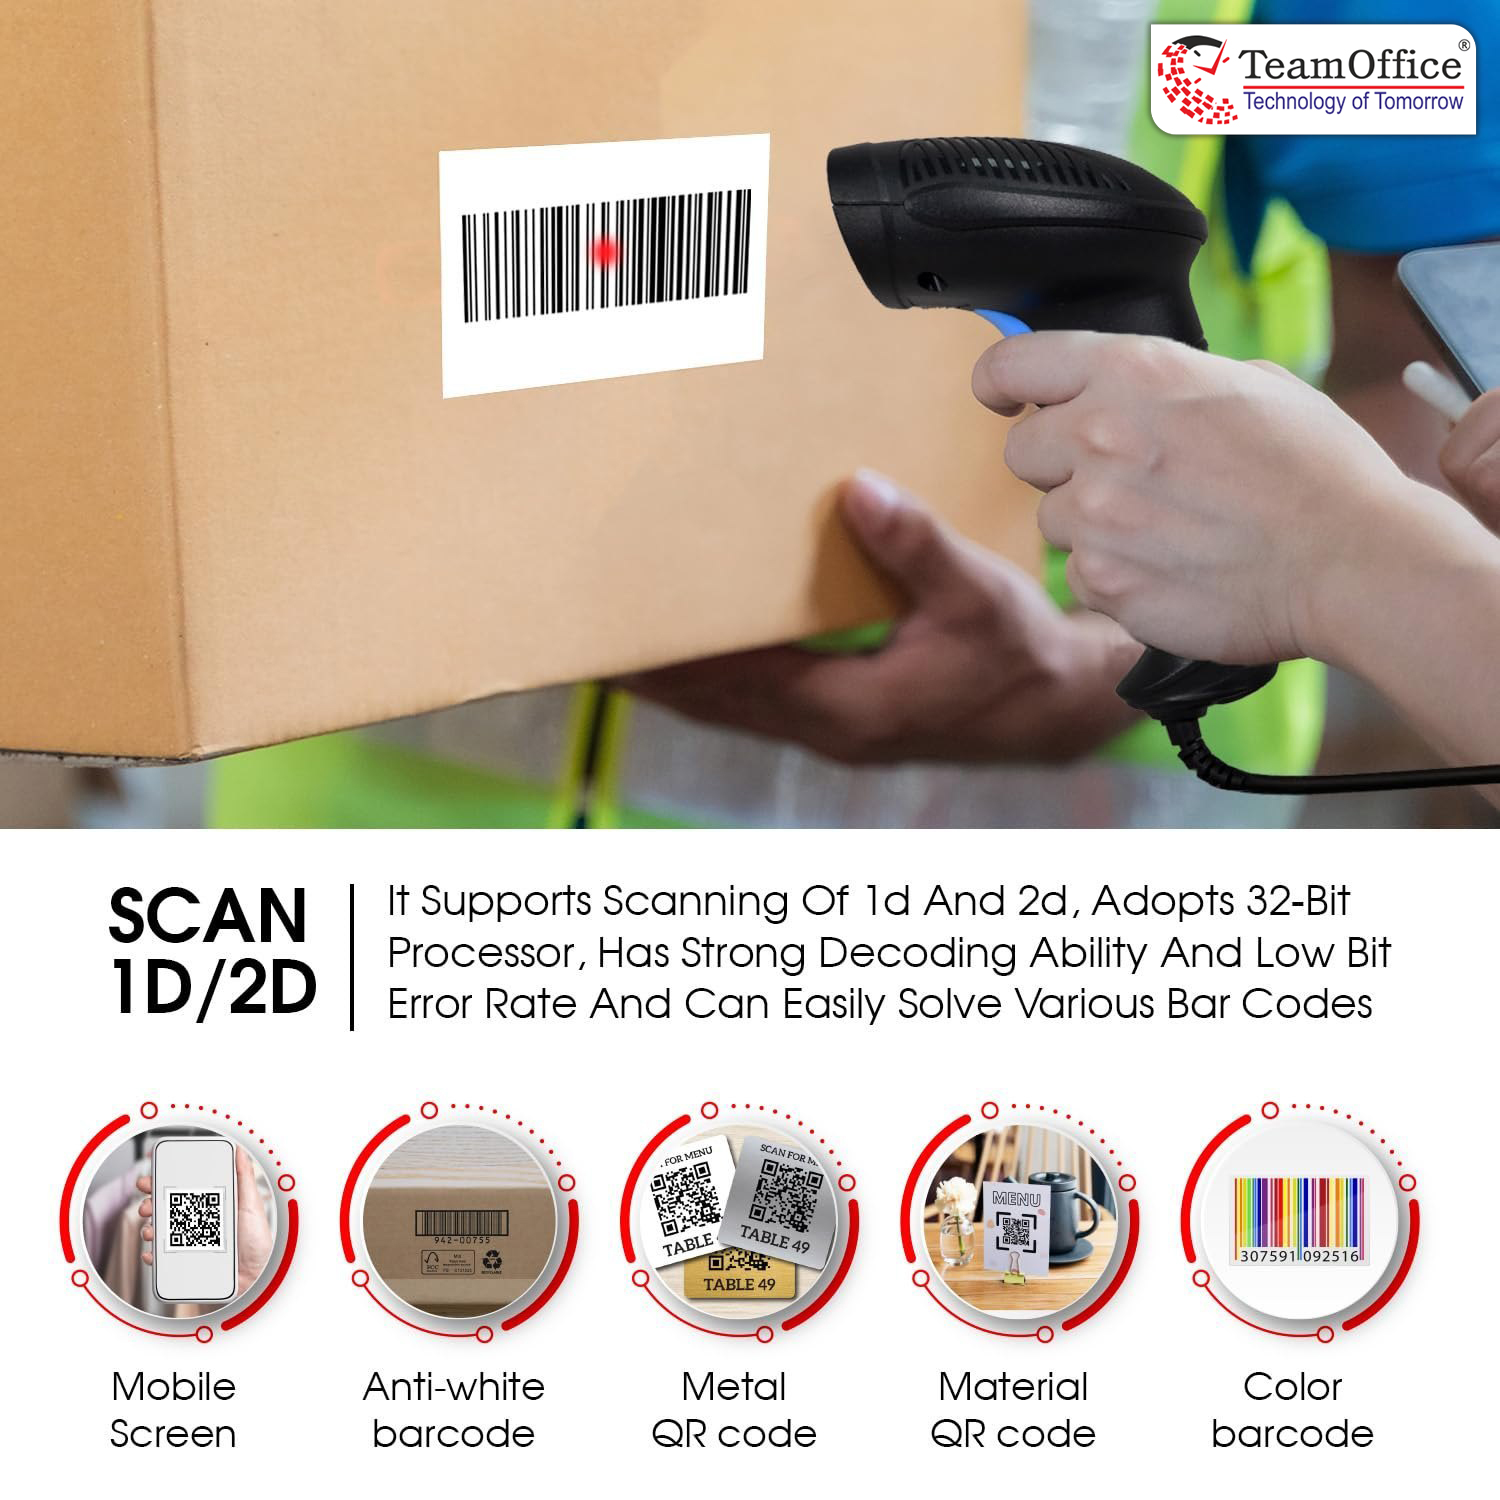 TeamOffice®
Technology of Tomorrow
SCAN
1D/2D
It Supports Scanning Of 1d And 2d, Adopts 32-Bit
Processor, Has Strong Decoding Ability And Low Bit
Error Rate And Can Easily Solve Various Bar Codes
942-00755
FSC
MIX
RECYCLABLE
FOR MENU
TABLE
SCAN FOR M
TABLE 49
TABLE 49
MENU
307591 092516
Mobile
Screen
Anti-white
barcode
Metal
QR code
Material
QR code
Color
barcode